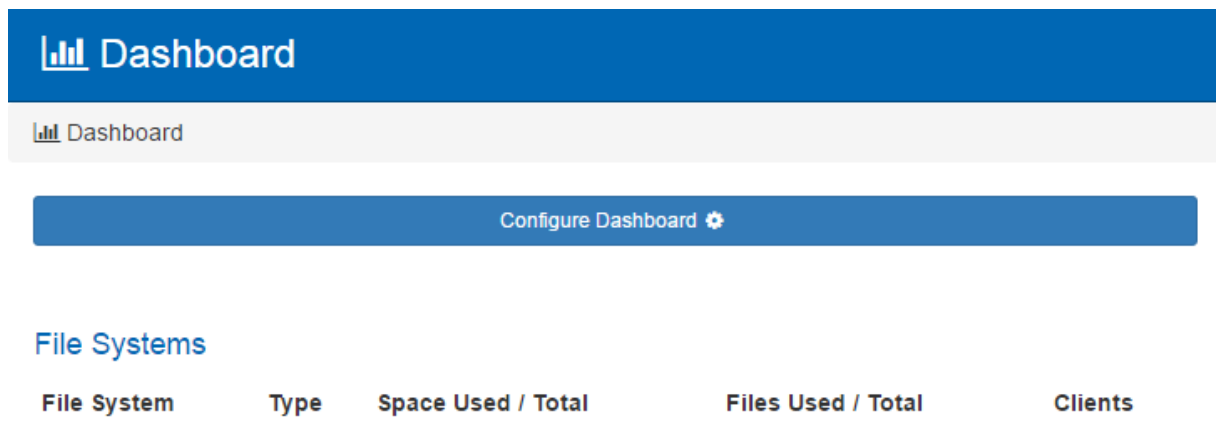 Dashboard
Dashboard
Configure Dashboard
File Systems
File System Type Space Used / Total Files Used / Total Clients